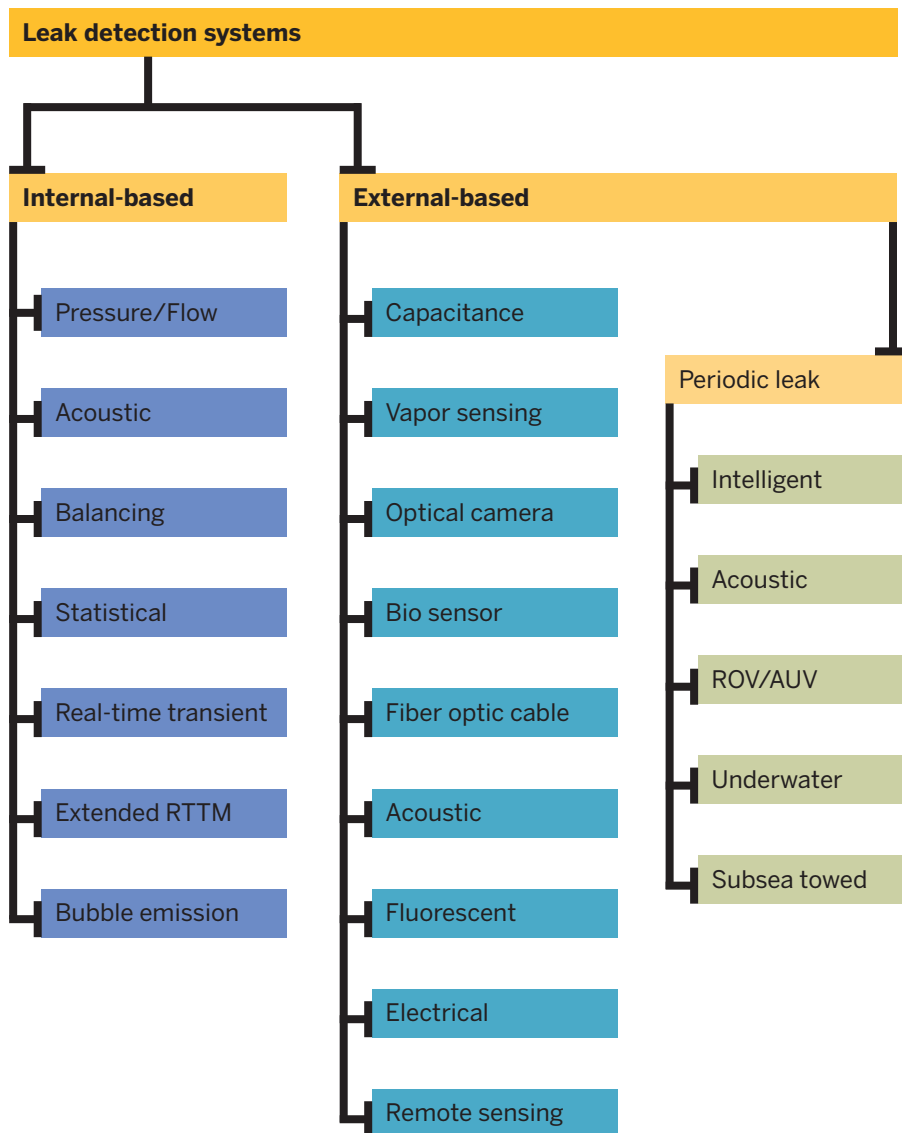 Leak detection systems
Internal-based
Pressure/Flow
Acoustic
Balancing
Statistical
Real-time transient
Extended RTTM
Bubble emission
External-based
Capacitance
Vapor sensing
Optical camera
Bio sensor
Fiber optic cable
Acoustic
Fluorescent
Electrical
Remote sensing
Periodic leak
Intelligent
Acoustic
ROV/AUV
Underwater
Subsea towed